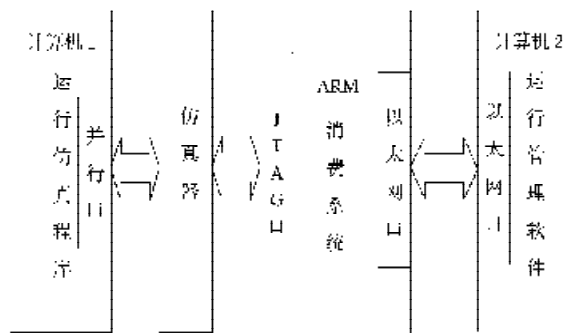 计算机 1
运行仿真程序
并行口
仿真器
JTAG口
ARM
消费系统
以太网口
计算机 2
以太网口
运行管理软件